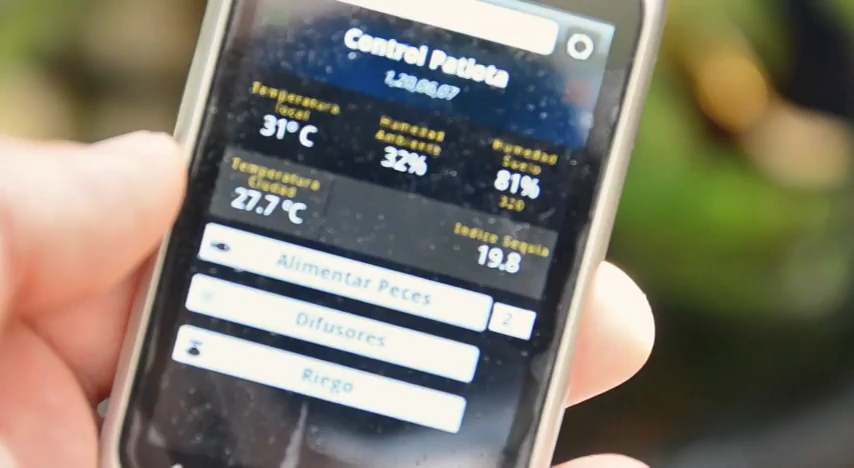 Control Patiota
Temperatura
local
31°C
Humedad
Ambiente
32%
Humedad
Suelo
81%
320
Temperatura
Ciudad
27.7 °C
Indice Sequia
19.8
Alimentar Peces
2
Difusores
Riego